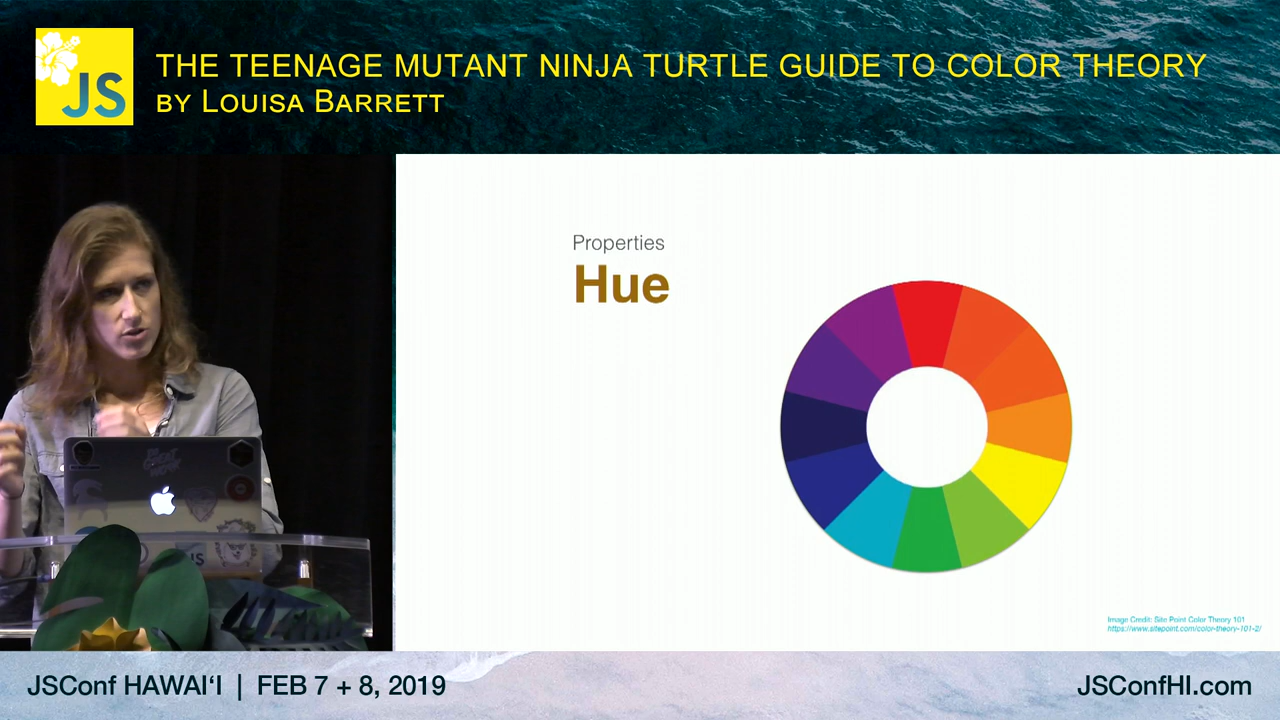 JS
THE TEENAGE MUTANT NINJA TURTLE GUIDE TO COLOR THEORY
BY LOUISA BARRETT
Properties
Hue
JS
Image Credit: Site Point Color Theory 101
https://www.sitepoint.com/color-theory-101-2/
JSConf HAWAI‘I | FEB 7 + 8, 2019
JSConfHI.com